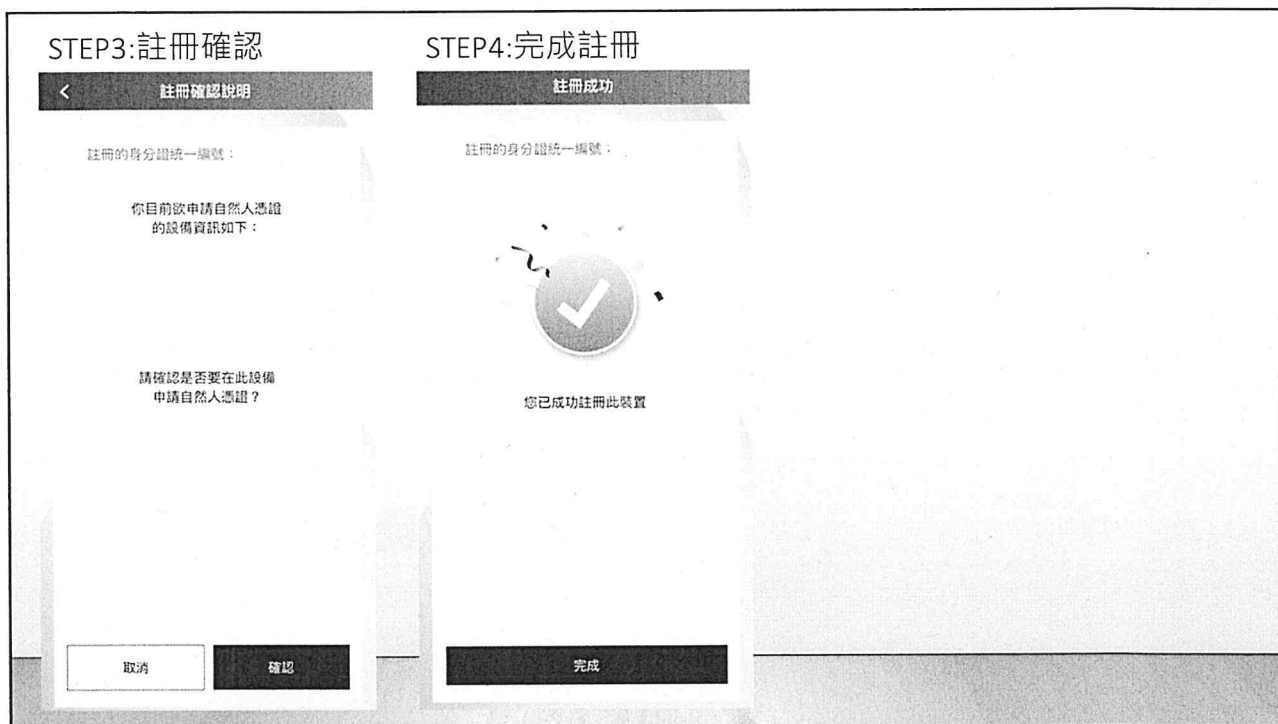 STEP3:註冊確認
註冊確認說明
註冊的身分證統一編號：
你目前欲申請自然人憑證
的設備資訊如下：
請確認是否要在此設備
申請自然人憑證？
取消
確認
STEP4:完成註冊
註冊成功
註冊的身分證統一編號：
您已成功註冊此裝置
完成